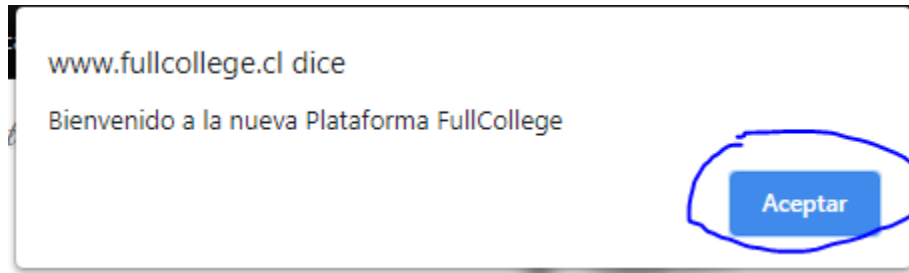 www.fullcollege.cl dice
Bienvenido a la nueva Plataforma FullCollege
Aceptar